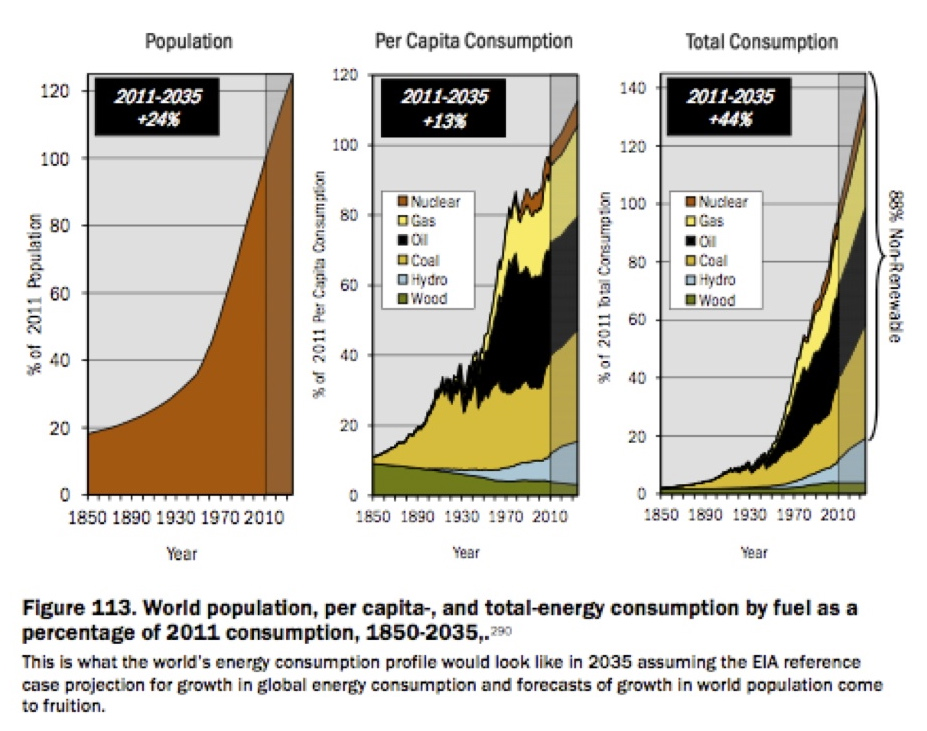 Population
2011-2035
+24%
% of 2011 Population
120
100
80
60
40
20
0
1850 1890 1930 1970 2010
Year
Per Capita Consumption
2011-2035
+13%
% of 2011 Per Capita Consumption
120
100
80
60
40
20
0
Nuclear
Gas
Oil
Coal
Hydro
Wood
1850 1890 1930 1970 2010
Year
Total Consumption
2011-2035
+44%
% of 2011 Total Consumption
140
120
100
80
60
40
20
0
Nuclear
Gas
Oil
Coal
Hydro
Wood
1850 1890 1930 1970 2010
Year
88% Non-Renewable
Figure 113. World population, per capita-, and total-energy consumption by fuel as a
percentage of 2011 consumption, 1850-2035,.290
This is what the world's energy consumption profile would look like in 2035 assuming the EIA reference
case projection for growth in global energy consumption and forecasts of growth in world population come
to fruition.